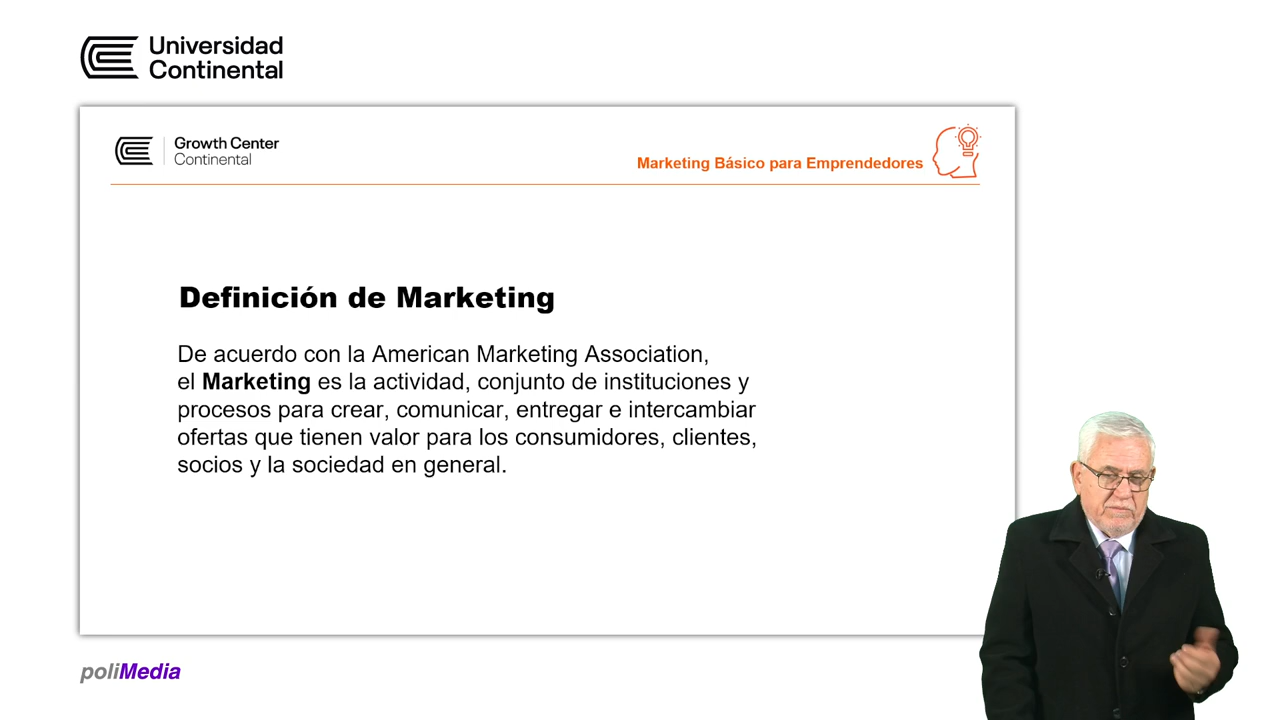 Universidad
Continental
Growth Center
Continental
Marketing Básico para Emprendedores
Definición de Marketing
De acuerdo con la American Marketing Association,
el Marketing es la actividad, conjunto de instituciones y
procesos para crear, comunicar, entregar e intercambiar
ofertas que tienen valor para los consumidores, clientes,
socios y la sociedad en general.
poliMedia